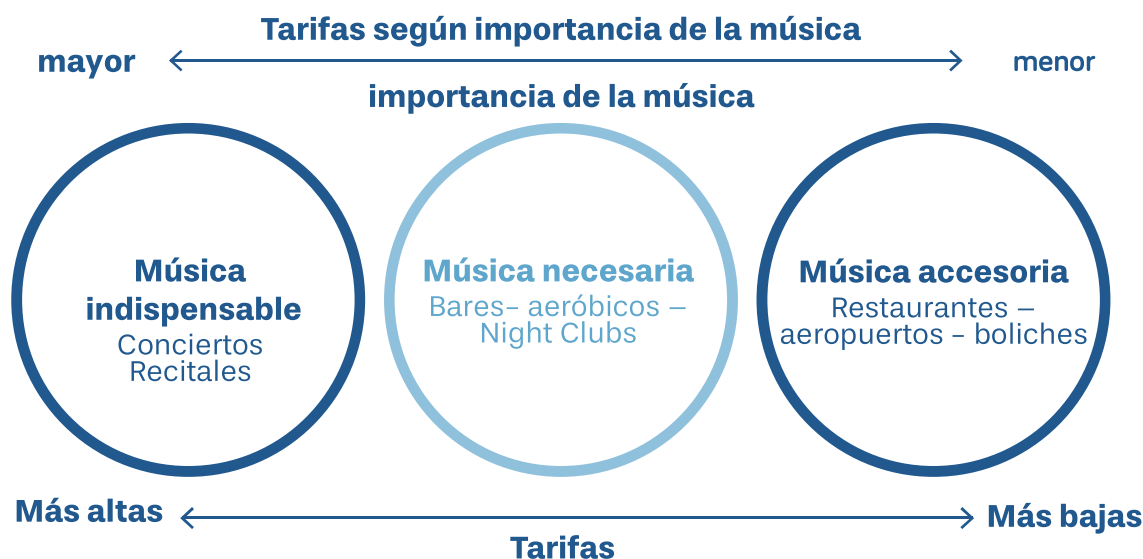 Tarifas según importancia de la música
mayor
menor
importancia de la música
Música
indispensable
Conciertos
Recitales
Música necesaria
Bares– aeróbicos –
Night Clubs
Música accesoria
Restaurantes –
aeropuertos - boliches
Más altas
Más bajas
Tarifas